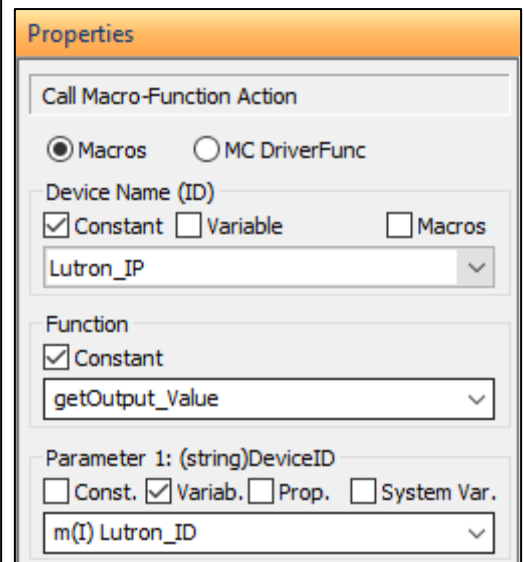 Properties
Call Macro-Function Action
Macros MC DriverFunc
Device Name (ID)
Constant Variable Macros
Lutron_IP
Function
Constant
getOutput_Value
Parameter 1: (string)DeviceID
Const. Variab. Prop. System Var.
m(I) Lutron_ID